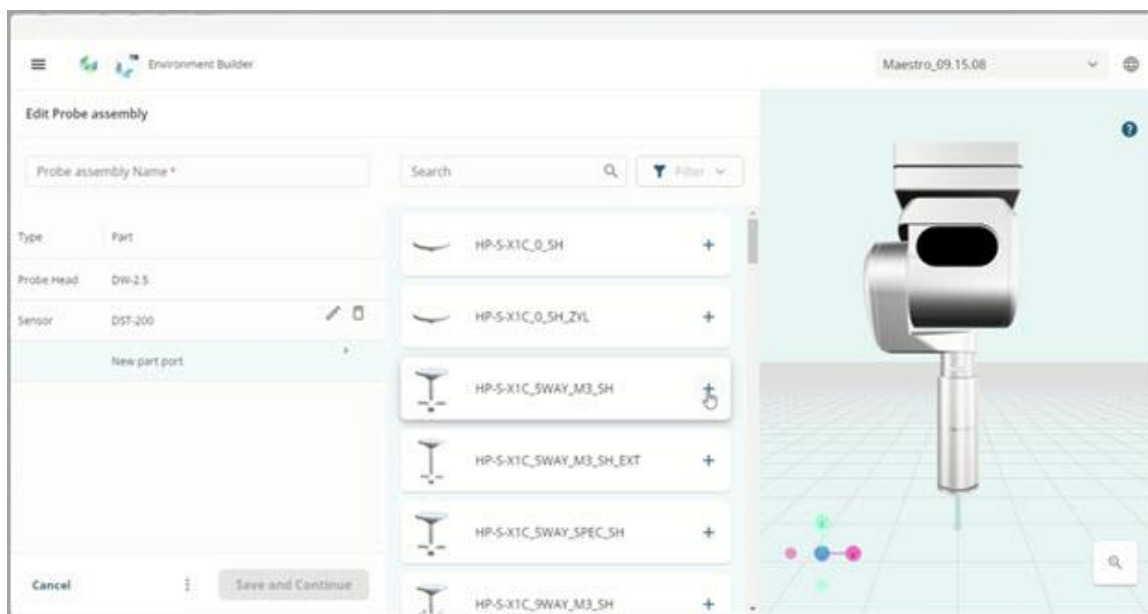 Environment Builder
Maestro_09.15.08
Edit Probe assembly
Probe assembly Name *
Search
Filter
Type Part
Probe Head DW-2.5
Sensor DST-200
New part port
HP-S-X1C_0_SH
HP-S-X1C_0_SH_ZYL
HP-S-X1C_5WAY_M3_SH
HP-S-X1C_5WAY_M3_SH_EXT
HP-S-X1C_5WAY_SPEC_SH
HP-S-X1C_9WAY_M3_SH
Cancel
Save and Continue